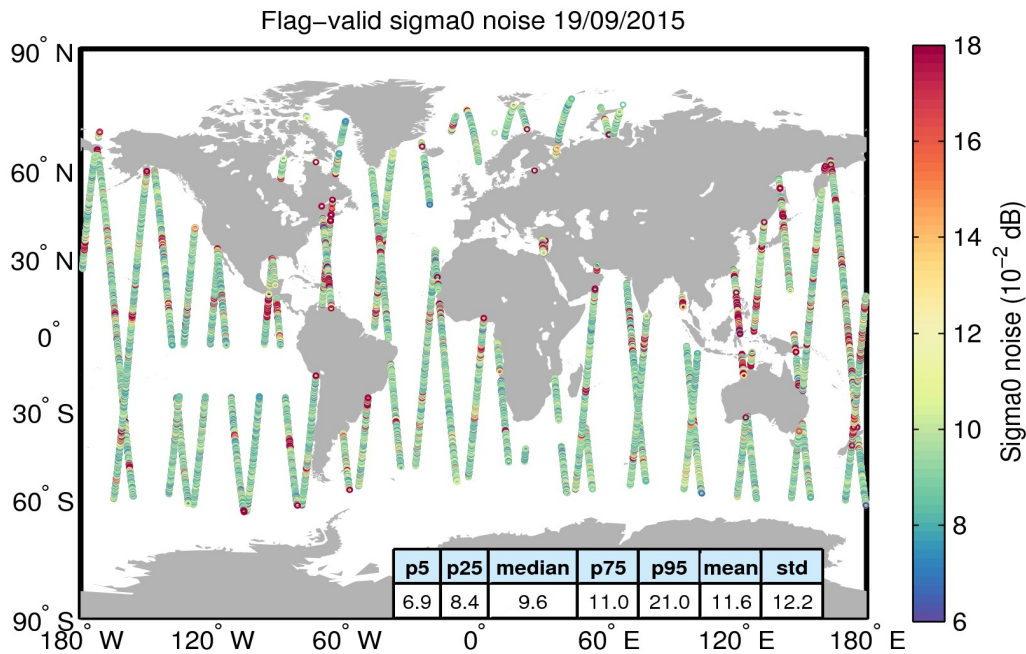 Flag−valid sigma0 noise 19/09/2015
90° N
60° N
30° N
0°
30° S
60° S
90° S
180° W
120° W
60° W
0°
60° E
120° E
180° E
p5 p25 median p75 p95 mean std
6.9 8.4 9.6 11.0 21.0 11.6 12.2
18
16
14
12
10
8
6
Sigma0 noise (10⁻² dB)